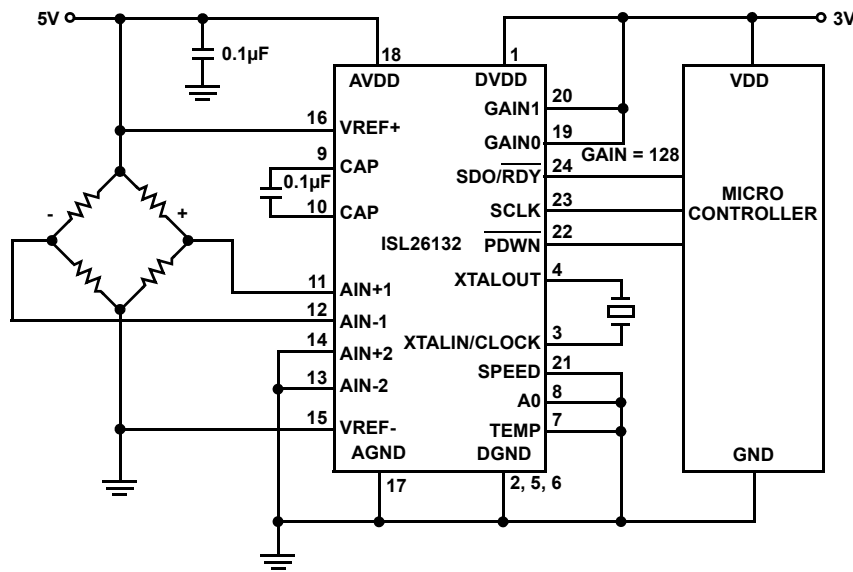 5V
3V
0.1µF
18
1
AVDD
DVDD
VDD
16
VREF+
GAIN1
20
GAIN0
19
GAIN = 128
9
CAP
0.1µF
10
CAP
SDO/RDY
24
SCLK
23
MICRO
CONTROLLER
-
+
ISL26132
PDWN
22
11
AIN+1
XTALOUT
4
12
AIN-1
14
AIN+2
XTALIN/CLOCK
3
13
AIN-2
SPEED
21
A0
8
15
VREF-
TEMP
7
AGND
DGND
GND
17
2, 5, 6